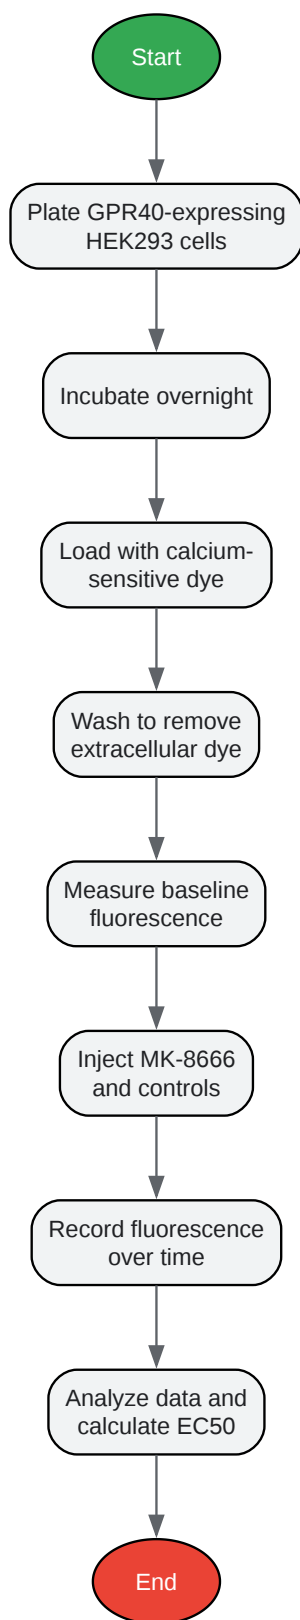 Start
Plate GPR40-expressing
HEK293 cells
Incubate overnight
Load with calcium-
sensitive dye
Wash to remove
extracellular dye
Measure baseline
fluorescence
Inject MK-8666
and controls
Record fluorescence
over time
Analyze data and
calculate EC50
End